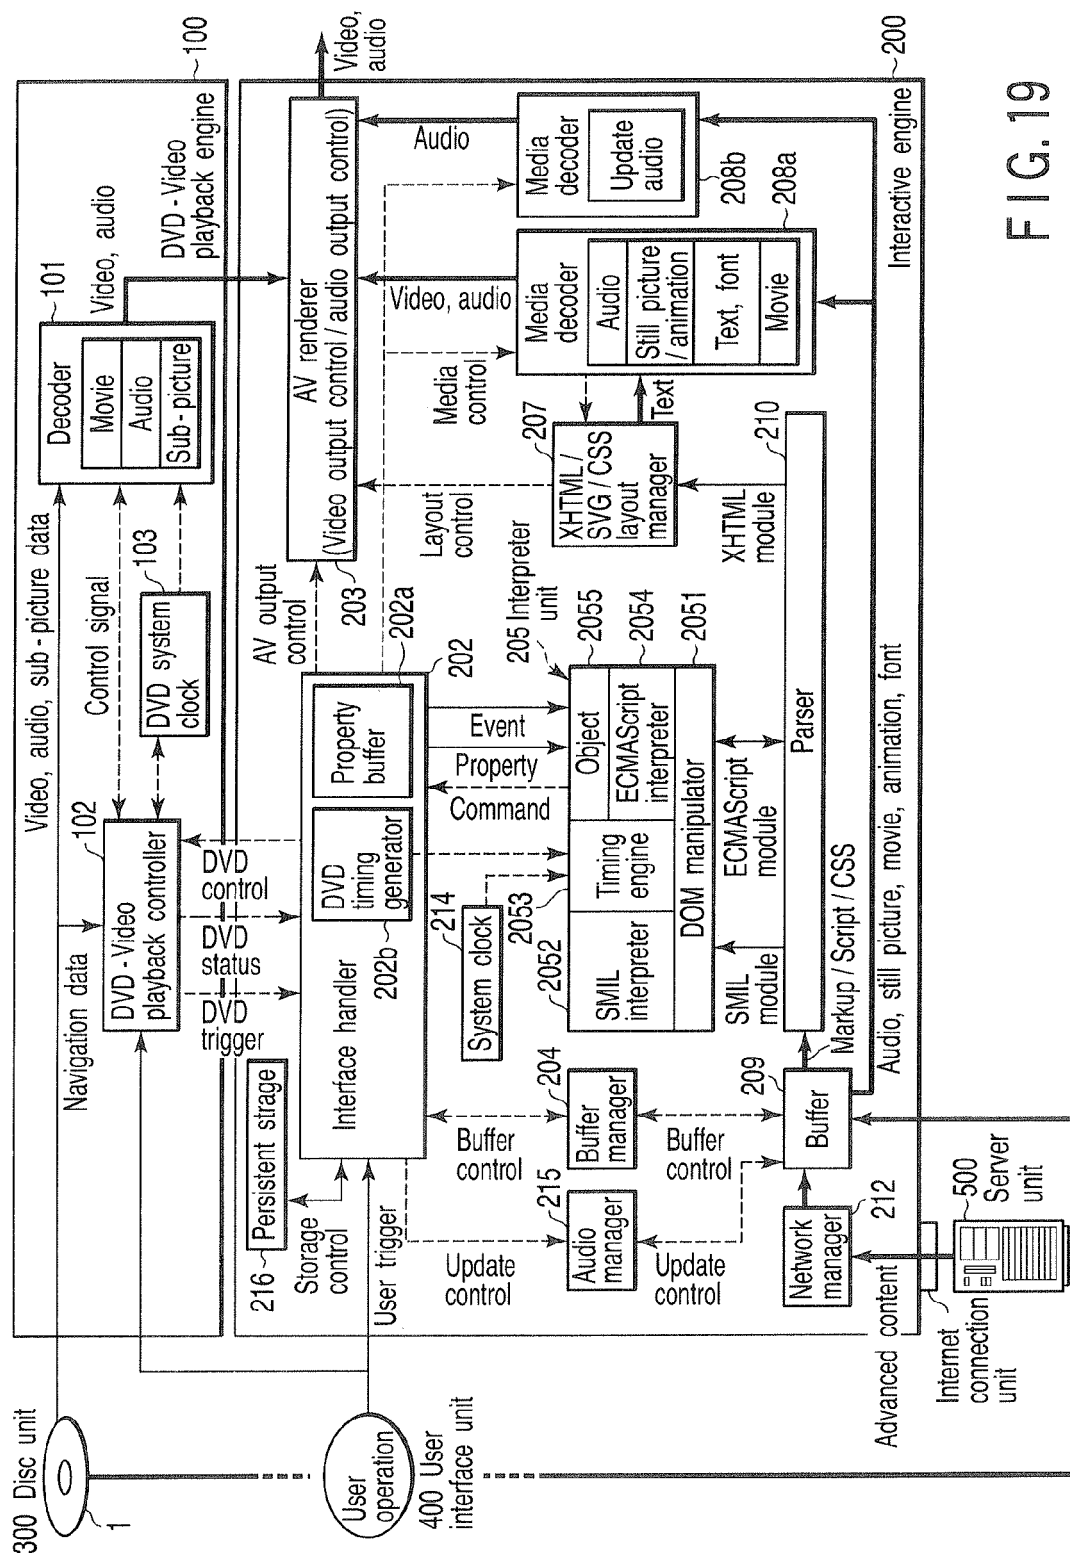 300 Disc unit
1
Video, audio, sub-picture data
Navigation data
102
DVD-Video
playback controller
Control signal
103
DVD system
clock
101
Decoder
Movie
Audio
Sub-picture
Video, audio
DVD-Video
playback engine
100
DVD
trigger
DVD
status
DVD
control
User
operation
400 User
interface unit
216
Persistent strage
Storage
control
User trigger
Interface handler
DVD
timing
generator
202b
Property
buffer
202a
202
AV output
control
203
AV renderer
(Video output control / audio output control)
Video,
audio
Update
control
Buffer
control
System clock
214
Command
Property
Event
205 Interpreter
unit
Layout
control
Media
control
Video, audio
Audio
215
Audio
manager
204
Buffer
manager
2052
SMIL
interpreter
2053
Timing
engine
Object
2055
ECMAScript
interpreter
2054
DOM manipulator
2051
207
XHTML /
SVG / CSS
layout
manager
Text
Media
decoder
Audio
Still picture
/ animation
Text, font
Movie
208a
Media
decoder
Update
audio
208b
Update
control
Buffer
control
SMIL
module
ECMAScript
module
XHTML
module
210
Parser
Network
manager
212
Buffer
209
Markup / Script / CSS
Audio, still picture, movie, animation, font
Interactive engine
200
Advanced content
Internet
connection
unit
500
Server
unit
FIG. 19